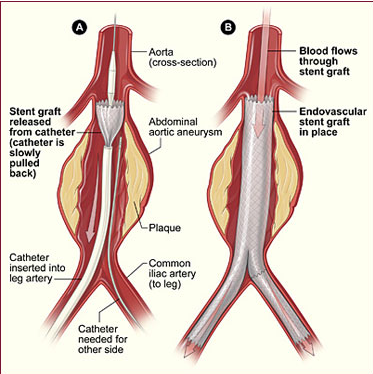 A
B
Aorta
(cross-section)
Blood flows
through
stent graft
Stent graft
released
from catheter
(catheter is
slowly
pulled
back)
Abdominal
aortic aneurysm
Endovascular
stent graft
in place
Plaque
Catheter
inserted into
leg artery
Common
iliac artery
(to leg)
Catheter
needed for
other side